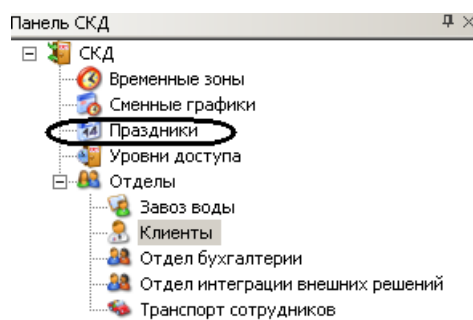 Панель СКД
СКД
Временные зоны
Сменные графики
Праздники
Уровни доступа
Отделы
Завоз воды
Клиенты
Отдел бухгалтерии
Отдел интеграции внешних решений
Транспорт сотрудников